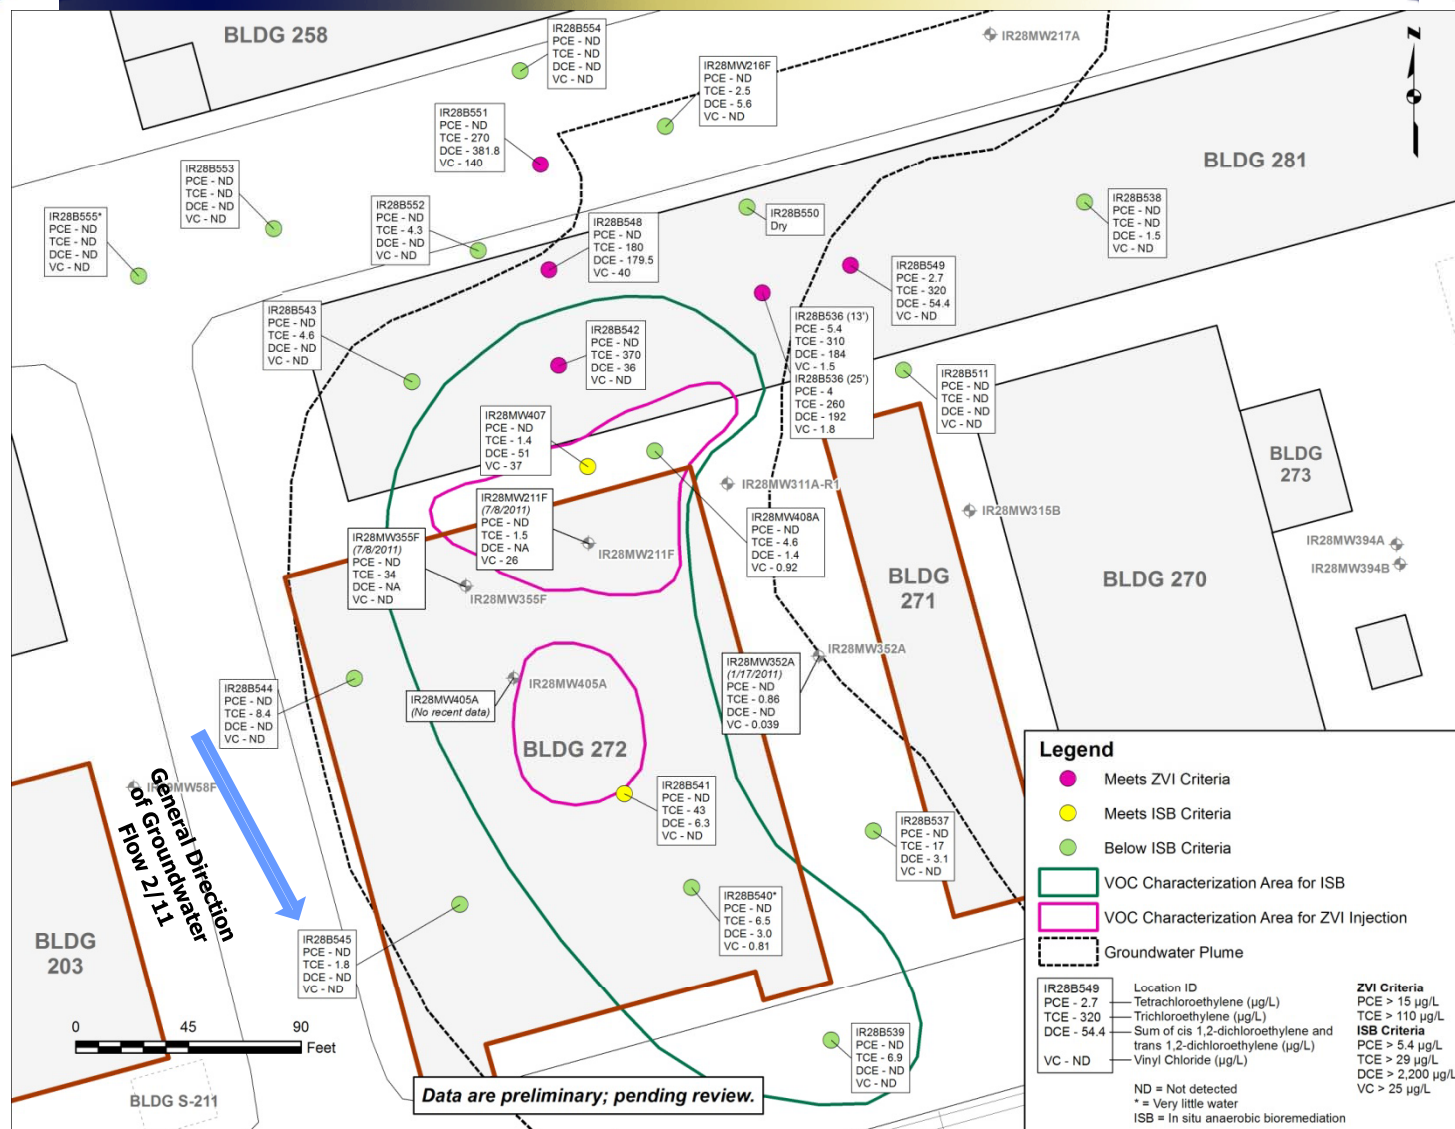 BLDG 258
IR28B554
PCE - ND
TCE - ND
DCE - ND
VC - ND
IR28MW217A
Z
IR28MW216F
PCE - ND
TCE - 2.5
DCE - 5.6
VC - ND
IR28B551
PCE - ND
TCE - 270
DCE - 381.8
VC - 140
BLDG 281
IR28B553
PCE - ND
TCE - ND
DCE - ND
VC - ND
IR28B555*
PCE - ND
TCE - ND
DCE - ND
VC - ND
IR28B552
PCE - ND
TCE - 4.3
DCE - ND
VC - ND
IR28B548
PCE - ND
TCE - 180
DCE - 179.5
VC - 40
IR28B550
Dry
IR28B538
PCE - ND
TCE - ND
DCE - 1.5
VC - ND
IR28B549
PCE - 2.7
TCE - 320
DCE - 54.4
VC - ND
IR28B543
PCE - ND
TCE - 4.6
DCE - ND
VC - ND
IR28B542
PCE - ND
TCE - 370
DCE - 36
VC - ND
IR28B536 (13')
PCE - 5.4
TCE - 310
DCE - 184
VC - 1.5
IR28B536 (25')
PCE - 4
TCE - 260
DCE - 192
VC - 1.8
IR28B511
PCE - ND
TCE - ND
DCE - ND
VC - ND
IR28MW407
PCE - ND
TCE - 1.4
DCE - 51
VC - 37
BLDG
273
IR28MW311A-R1
IR28MW211F
(7/8/2011)
PCE - ND
TCE - 1.5
DCE - NA
VC - 26
IR28MW211F
IR28MW408A
PCE - ND
TCE - 4.6
DCE - 1.4
VC - 0.92
IR28MW315B
IR28MW355F
(7/8/2011)
PCE - ND
TCE - 34
DCE - NA
VC - ND
IR28MW355F
IR28MW394A
IR28MW394B
BLDG
271
BLDG 270
IR28MW352A
IR28MW352A
(1/17/2011)
PCE - ND
TCE - 0.86
DCE - ND
VC - 0.039
IR28B544
PCE - ND
TCE - 8.4
DCE - ND
VC - ND
IR28MW405A
IR28MW405A
(No recent data)
BLDG 272
MW58F
General Direction
of Groundwater
Flow 2/11
IR28B541
PCE - ND
TCE - 43
DCE - 6.3
VC - ND
IR28B537
PCE - ND
TCE - 17
DCE - 3.1
VC - ND
IR28B540*
PCE - ND
TCE - 6.5
DCE - 3.0
VC - 0.81
BLDG
203
IR28B545
PCE - ND
TCE - 1.8
DCE - ND
VC - ND
0 45 90
Feet
IR28B539
PCE - ND
TCE - 6.9
DCE - ND
VC - ND
BLDG S-211
Data are preliminary; pending review.
Legend
Meets ZVI Criteria
Meets ISB Criteria
Below ISB Criteria
VOC Characterization Area for ISB
VOC Characterization Area for ZVI Injection
Groundwater Plume
IR28B549 Location ID
PCE - 2.7 Tetrachloroethylene (µg/L)
TCE - 320 Trichloroethylene (µg/L)
DCE - 54.4 Sum of cis 1,2-dichloroethylene and
trans 1,2-dichloroethylene (µg/L)
VC - ND Vinyl Chloride (µg/L)
ND = Not detected
* = Very little water
ISB = In situ anaerobic bioremediation
ZVI Criteria
PCE > 15 µg/L
TCE > 110 µg/L
ISB Criteria
PCE > 5.4 µg/L
TCE > 29 µg/L
DCE > 2,200 µg/L
VC > 25 µg/L